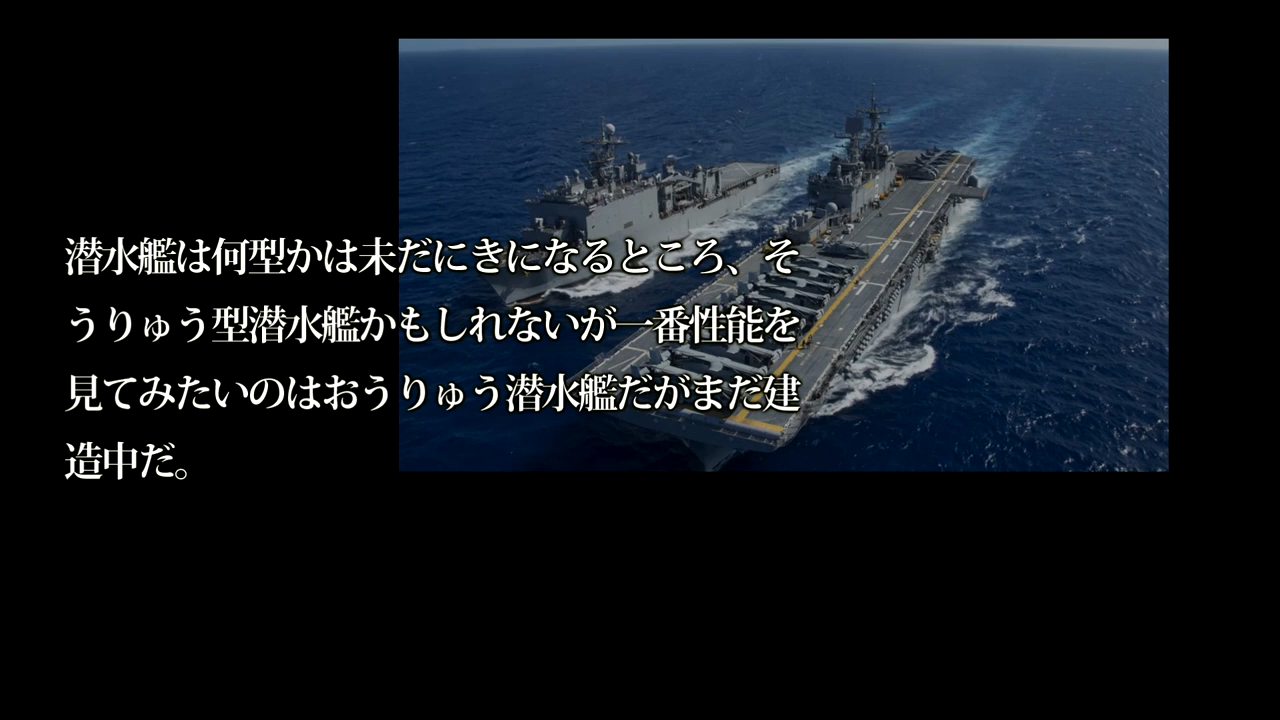 潜水艦は何型かは未だにきになるところ、そ
うりゅう型潜水艦かもしれないが一番性能を
見てみたいのはおうりゅう潜水艦だがまだ建
造中だ。